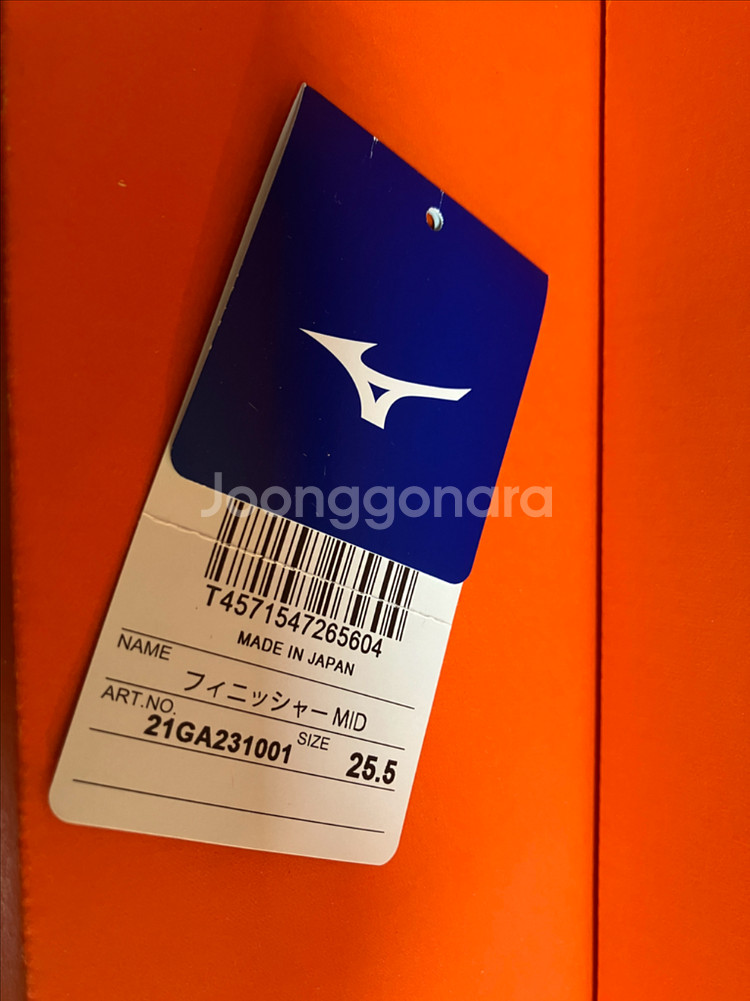 Joonggonara
T4571547265604
MADE IN JAPAN
NAME
フィニッシャー MID
ART.NO.
21GA231001
SIZE
25.5